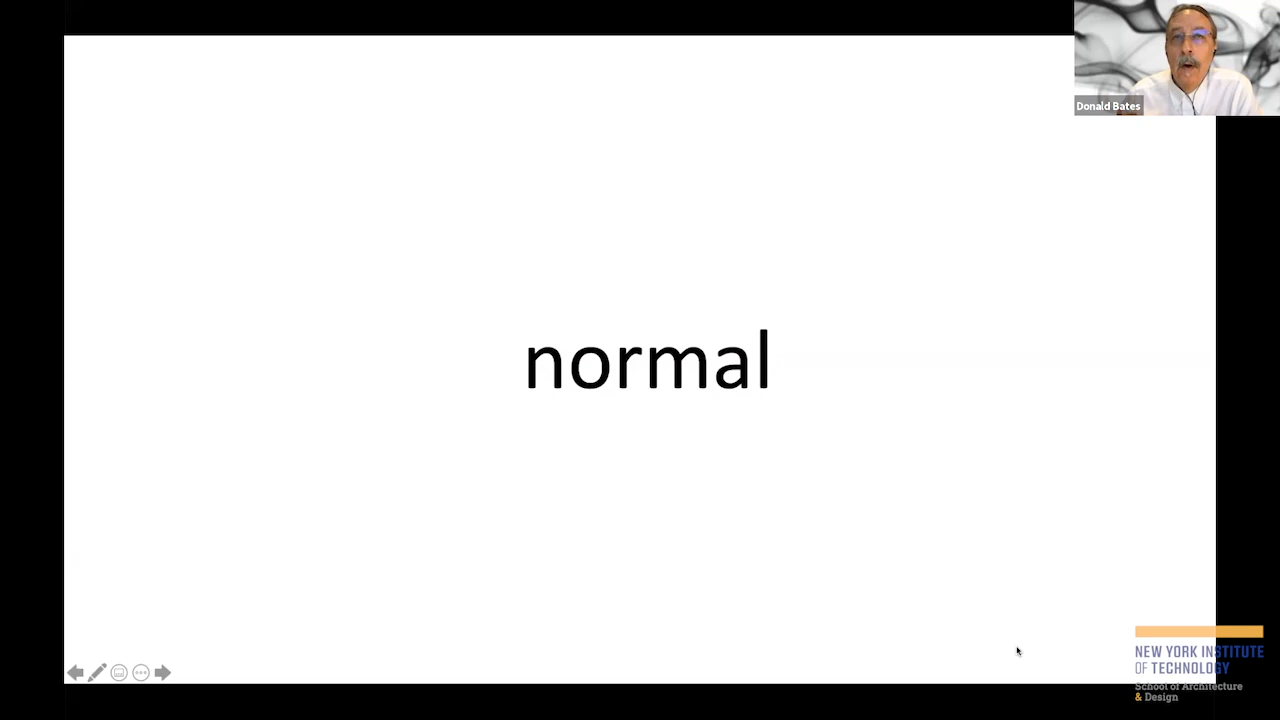 Donald Bates
normal
NEW YORK INSTITUTE
OF TECHNOLOGY
School of Architecture
& Design